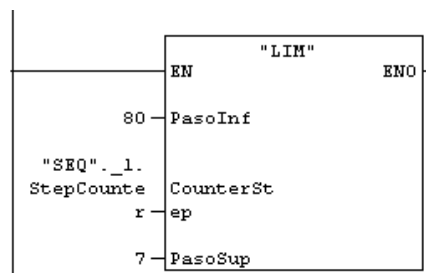 "LIM"
EN ENO
80 PasoInf
"SEQ"._1.
StepCounte CounterSt
r ep
7 PasoSup